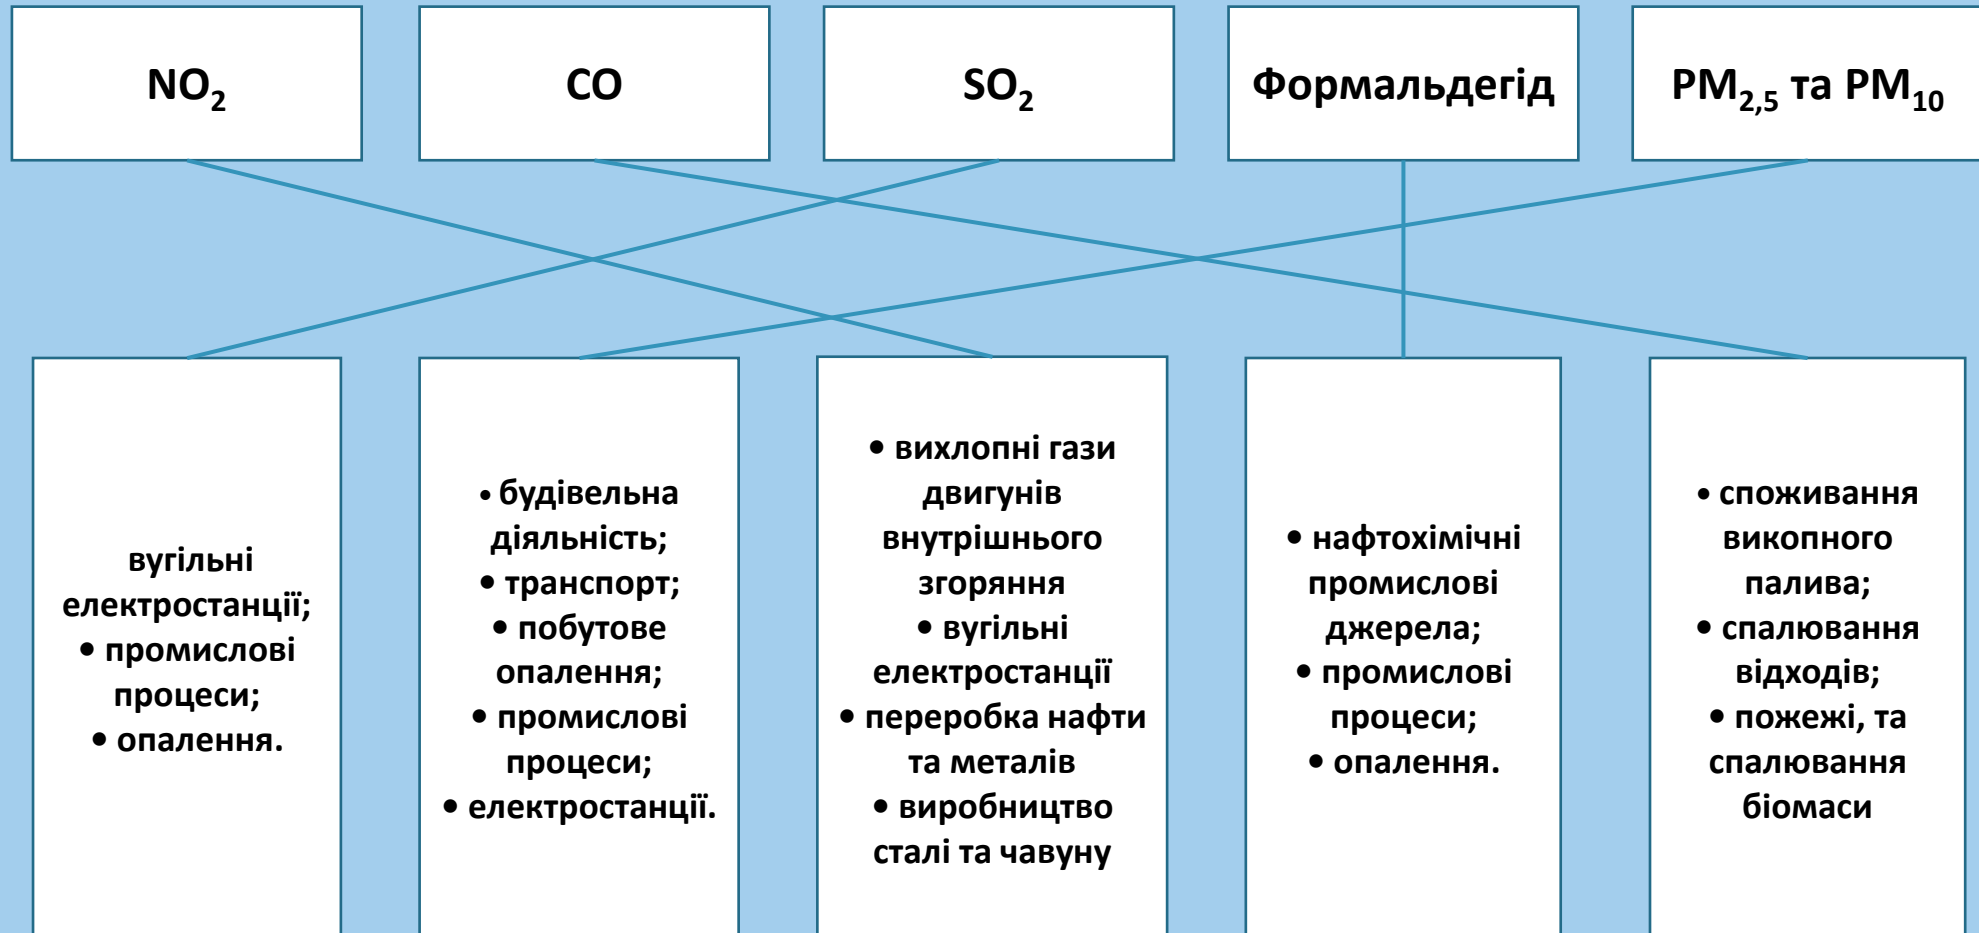 NO₂
CO
SO₂
Формальдегід
PM₂,₅ та PM₁₀
вугільні
електростанції;
• промислові
процеси;
• опалення.
• будівельна
діяльність;
• транспорт;
• побутове
опалення;
• промислові
процеси;
• електростанції.
• вихлопні гази
двигунів
внутрішнього
згоряння
• вугільні
електростанції
• переробка нафти
та металів
• виробництво
сталі та чавуну
• нафтохімічні
промислові
джерела;
• промислові
процеси;
• опалення.
• споживання
викопного
палива;
• спалювання
відходів;
• пожежі, та
спалювання
біомаси